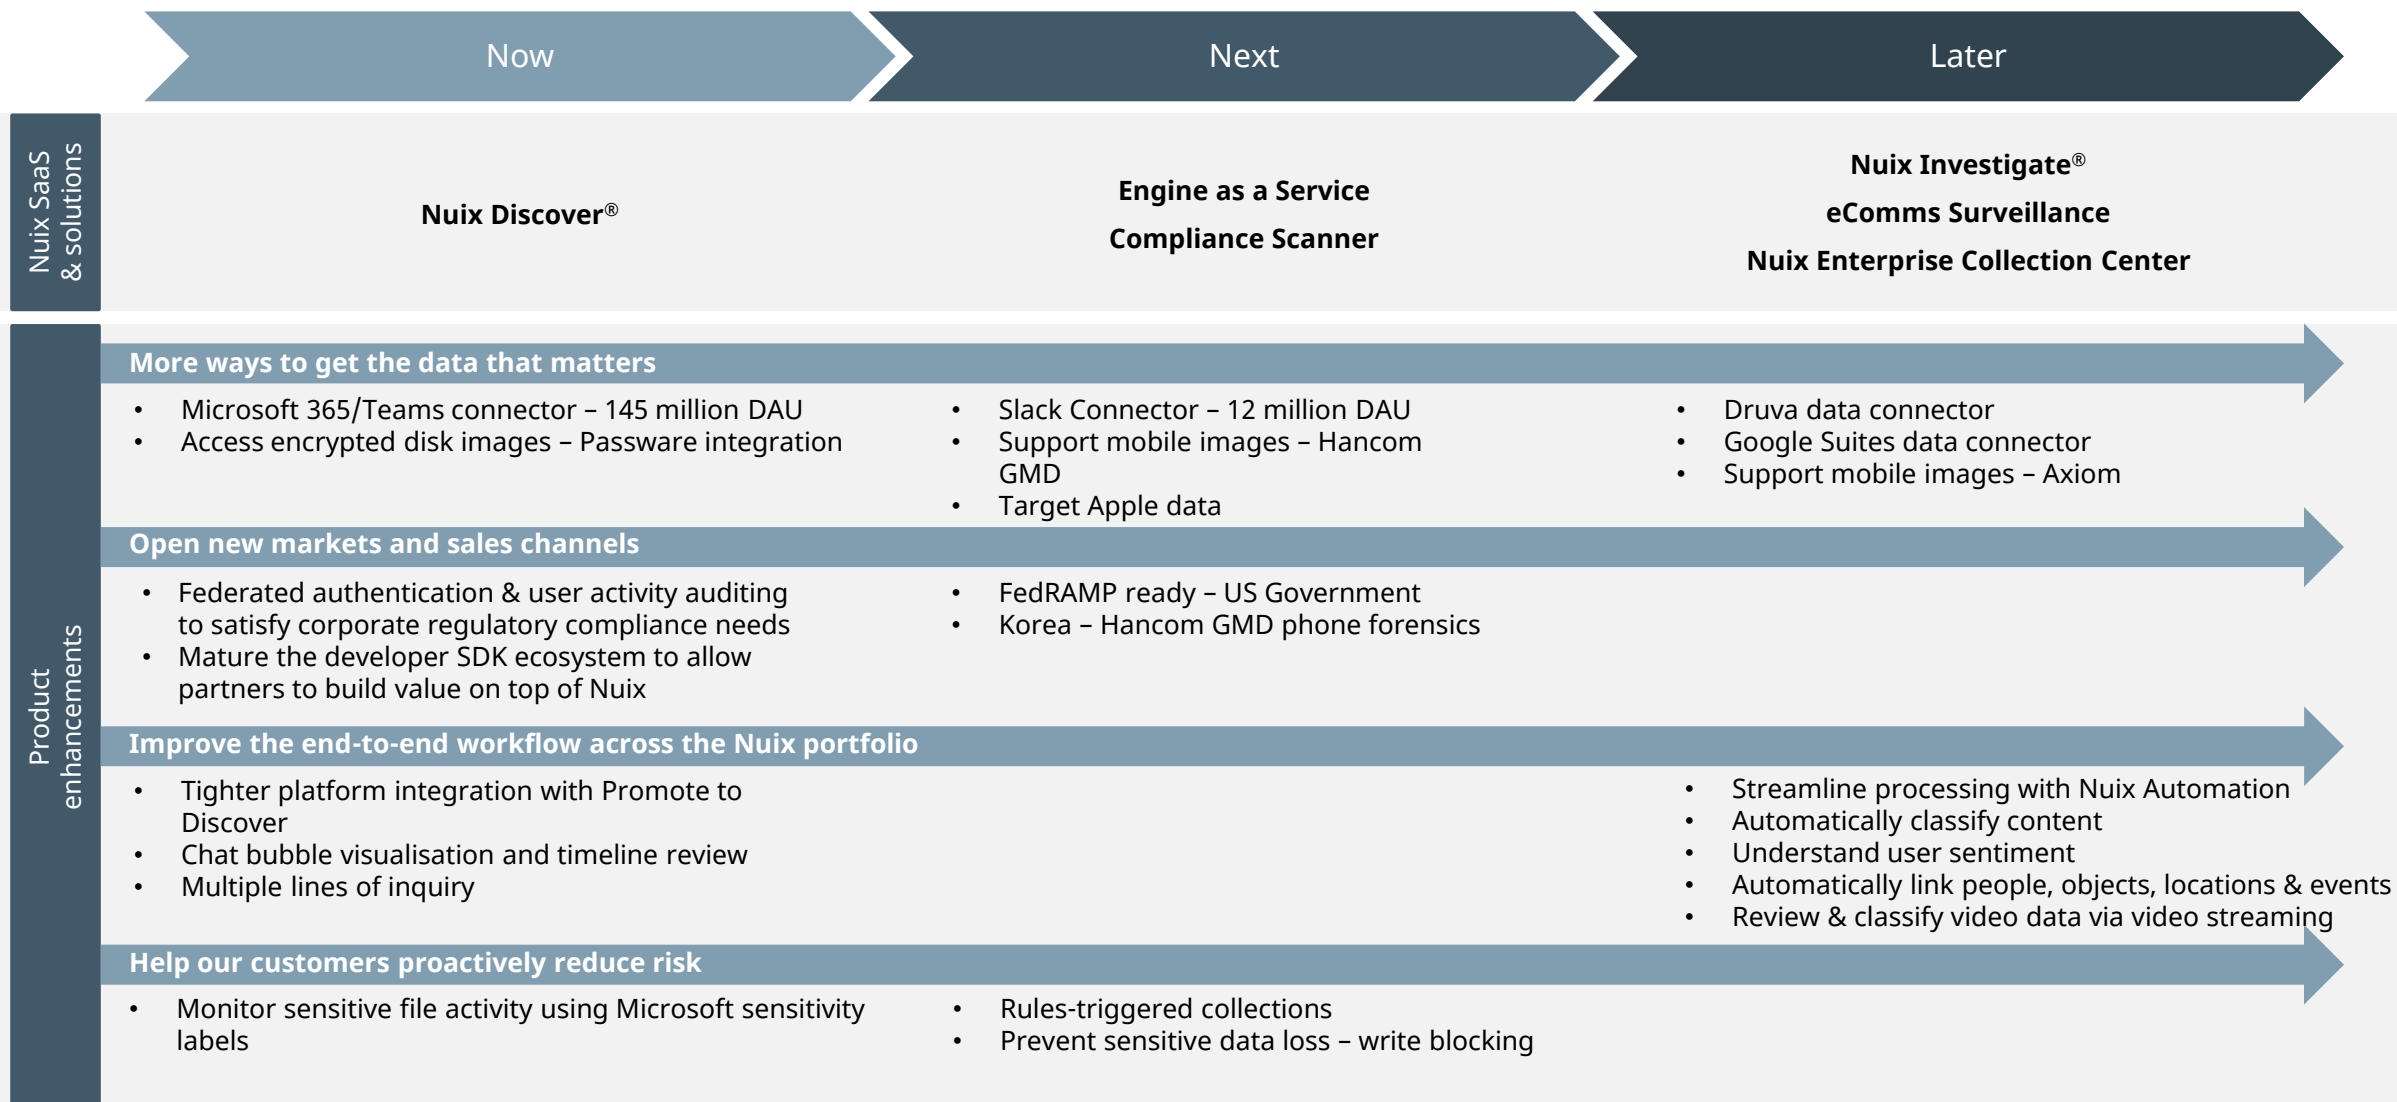 Now
Next
Later
Nuix SaaS
& solutions
Nuix Discover®
Engine as a Service
Compliance Scanner
Nuix Investigate®
eComms Surveillance
Nuix Enterprise Collection Center
Product
enhancements
More ways to get the data that matters
• Microsoft 365/Teams connector – 145 million DAU
• Access encrypted disk images – Passware integration
• Slack Connector – 12 million DAU
• Support mobile images – Hancom
GMD
• Target Apple data
• Druva data connector
• Google Suites data connector
• Support mobile images – Axiom
Open new markets and sales channels
• Federated authentication & user activity auditing
to satisfy corporate regulatory compliance needs
• Mature the developer SDK ecosystem to allow
partners to build value on top of Nuix
• FedRAMP ready – US Government
• Korea – Hancom GMD phone forensics
Improve the end-to-end workflow across the Nuix portfolio
• Tighter platform integration with Promote to
Discover
• Chat bubble visualisation and timeline review
• Multiple lines of inquiry
• Streamline processing with Nuix Automation
• Automatically classify content
• Understand user sentiment
• Automatically link people, objects, locations & events
• Review & classify video data via video streaming
Help our customers proactively reduce risk
• Monitor sensitive file activity using Microsoft sensitivity
labels
• Rules-triggered collections
• Prevent sensitive data loss – write blocking